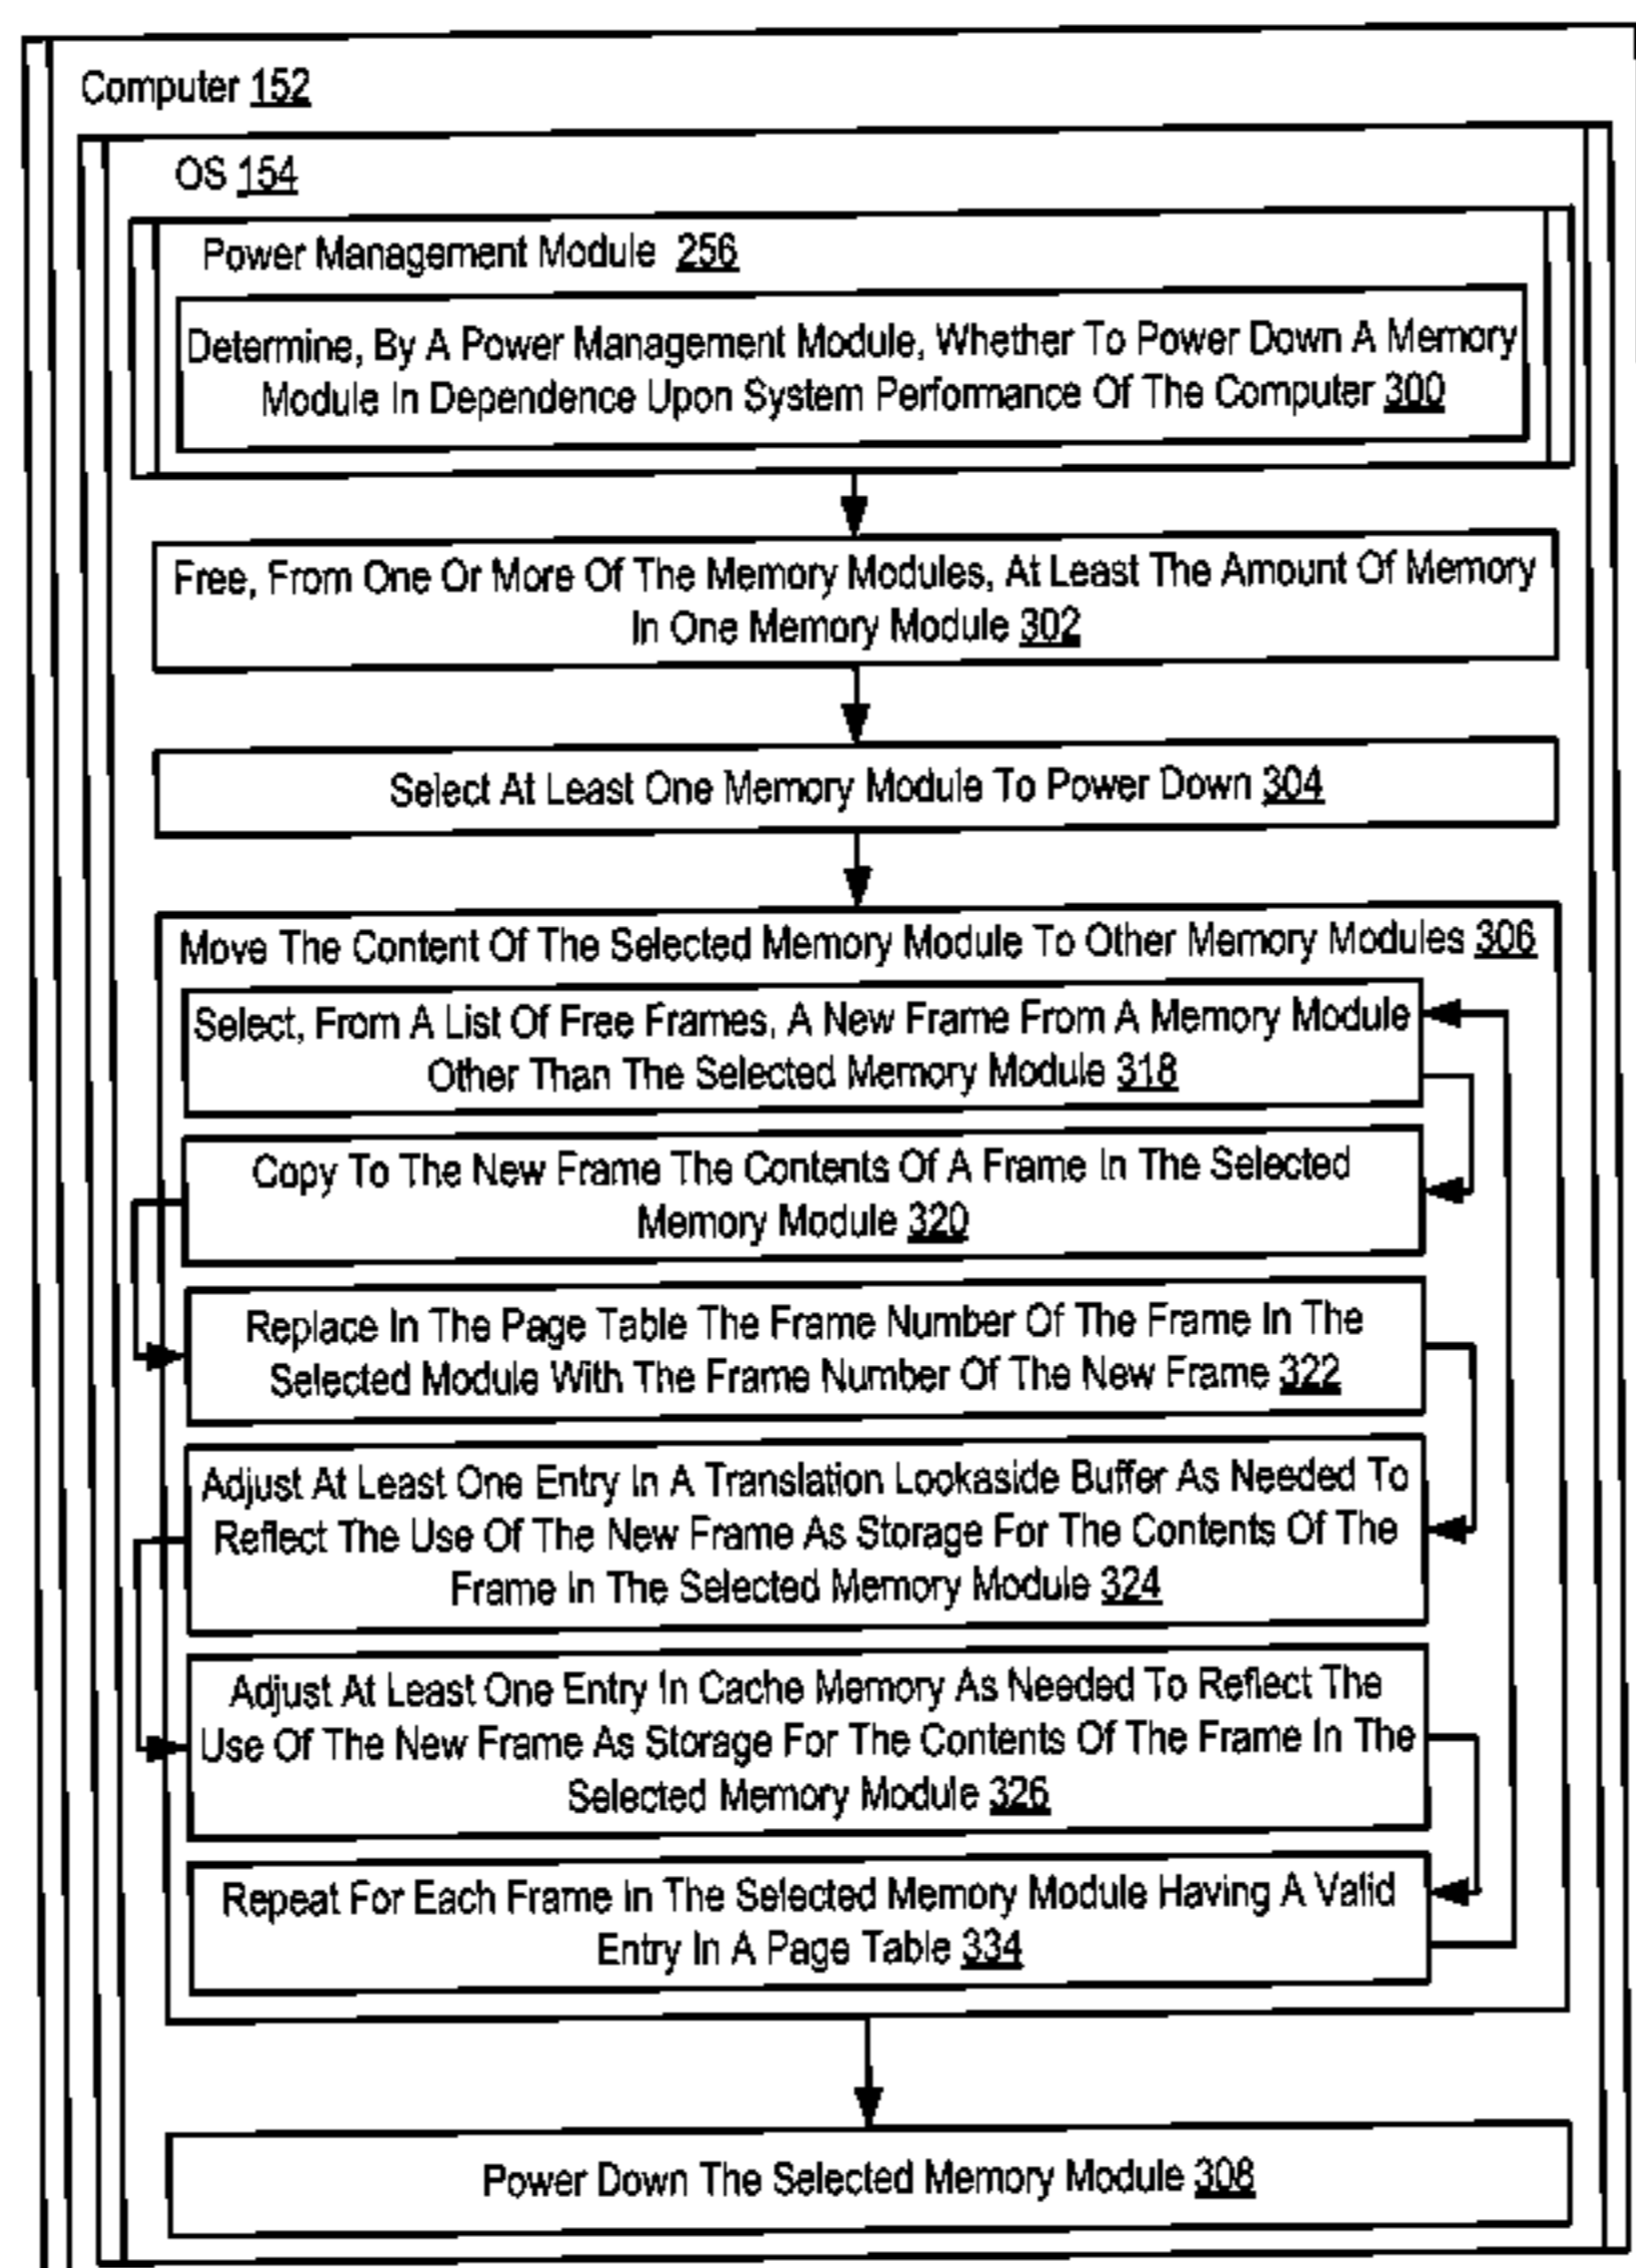 Computer 152
OS 154
Power Management Module 256
Determine, By A Power Management Module, Whether To Power Down A Memory
Module In Dependence Upon System Performance Of The Computer 300
Free, From One Or More Of The Memory Modules, At Least The Amount Of Memory
In One Memory Module 302
Select At Least One Memory Module To Power Down 304
Move The Content Of The Selected Memory Module To Other Memory Modules 306
Select, From A List Of Free Frames, A New Frame From A Memory Module
Other Than The Selected Memory Module 318
Copy To The New Frame The Contents Of A Frame In The Selected
Memory Module 320
Replace In The Page Table The Frame Number Of The Frame In The
Selected Module With The Frame Number Of The New Frame 322
Adjust At Least One Entry In A Translation Lookaside Buffer As Needed To
Reflect The Use Of The New Frame As Storage For The Contents Of The
Frame In The Selected Memory Module 324
Adjust At Least One Entry In Cache Memory As Needed To Reflect The
Use Of The New Frame As Storage For The Contents Of The Frame In The
Selected Memory Module 326
Repeat For Each Frame In The Selected Memory Module Having A Valid
Entry In A Page Table 334
Power Down The Selected Memory Module 308